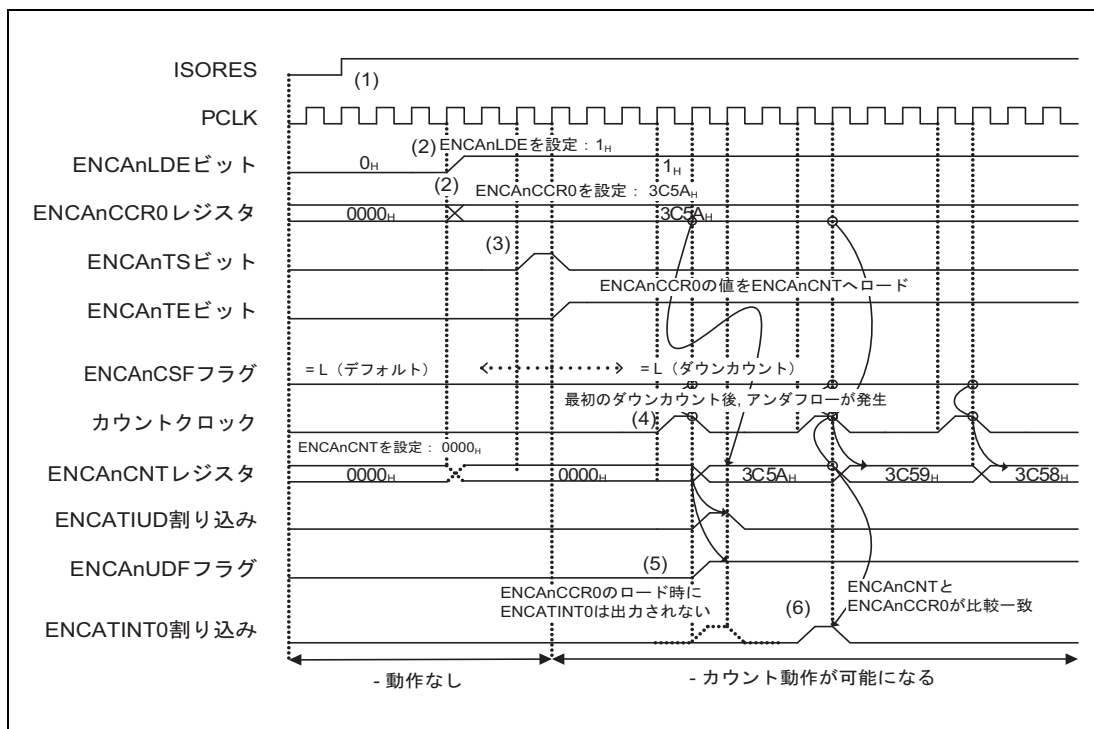 ISORES
(1)
PCLK
ENCAnLDEビット
0H
(2)
ENCAnLDEを設定：1H
1H
ENCAnCCR0レジスタ
0000H
(2)
ENCAnCCR0を設定： 3C5AH
3C5AH
ENCAnTSビット
(3)
ENCAnCCR0の値をENCAnCNTへロード
ENCAnTEビット
ENCAnCSFフラグ
= L（デフォルト）
= L（ダウンカウント）
最初のダウンカウント後, アンダフローが発生
カウントクロック
(4)
ENCAnCNTを設定：0000H
ENCAnCNTレジスタ
0000H
0000H
3C5AH
3C59H
3C58H
ENCATIUD割り込み
ENCAnUDFフラグ
(5)
ENCAnCCR0のロード時に
ENCATINT0は出力されない
(6)
ENCAnCNTと
ENCAnCCR0が比較一致
ENCATINT0割り込み
- 動作なし
- カウント動作が可能になる